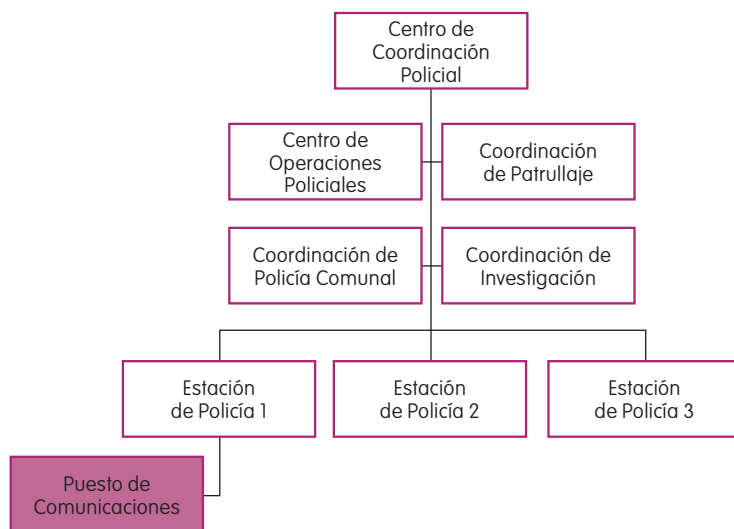 Centro de
Coordinación
Policial
Centro de
Operaciones
Policiales
Coordinación
de Patrullaje
Coordinación de
Policía Comunal
Coordinación de
Investigación
Estación
de Policía 1
Estación
de Policía 2
Estación
de Policía 3
Puesto de
Comunicaciones